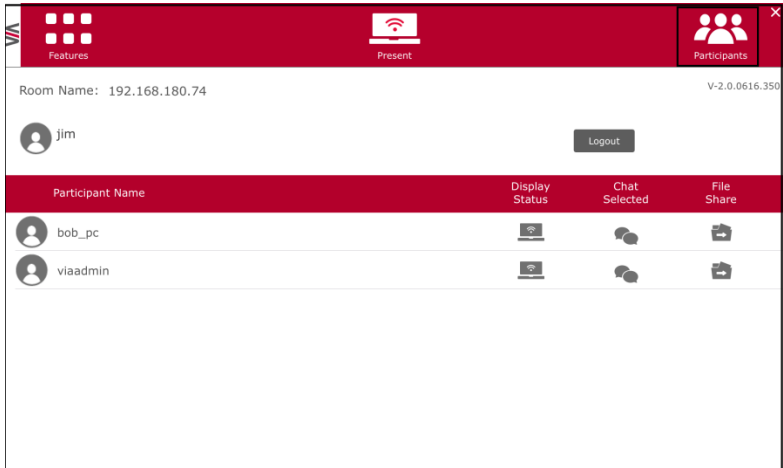 Features
Present
Participants
Room Name: 192.168.180.74
V-2.0.0616.350
jim
Logout
Participant Name
Display Status
Chat Selected
File Share
bob_pc
viaadmin